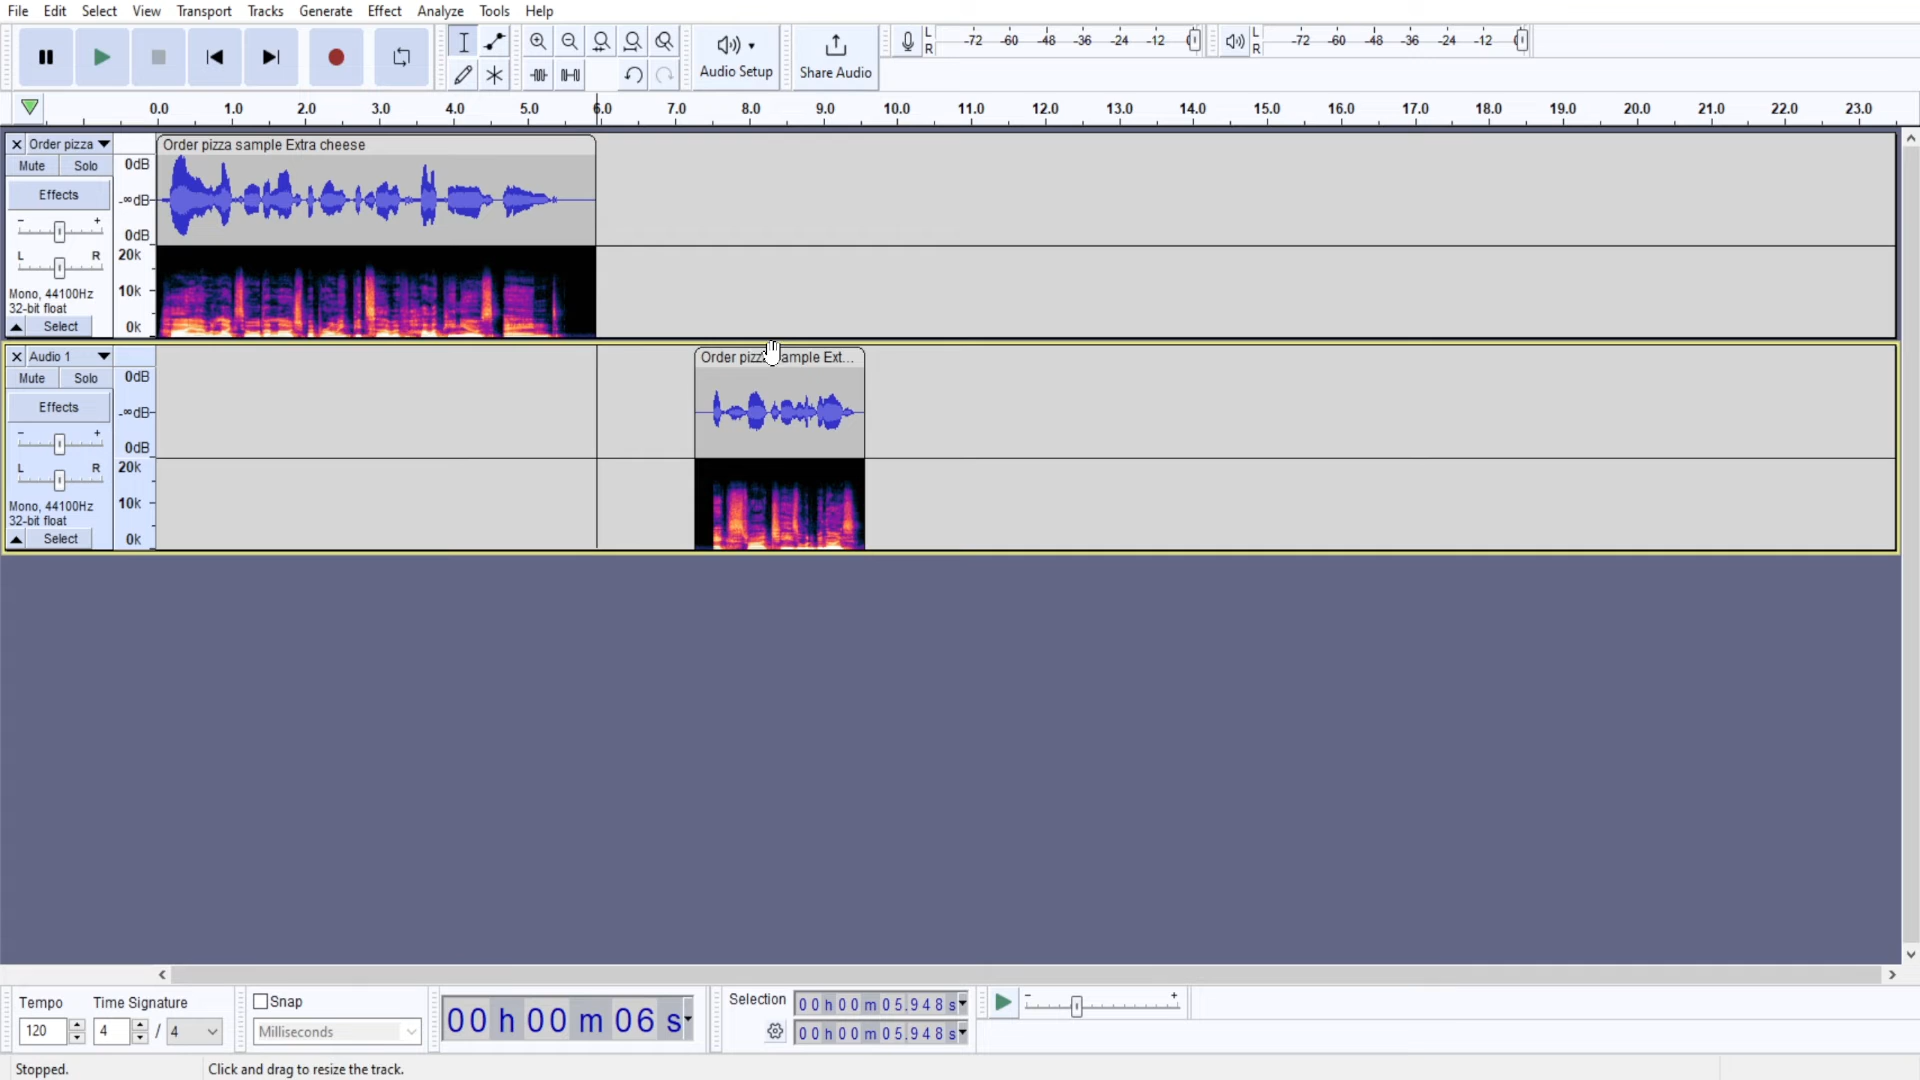 File Edit Select View Transport Tracks Generate Effect Analyze Tools Help
Audio Setup
Share Audio
L
R
-72 -60 -48 -36 -24 -12
L
R
-72 -60 -48 -36 -24 -12
0.0 1.0 2.0 3.0 4.0 5.0 6.0 7.0 8.0 9.0 10.0 11.0 12.0 13.0 14.0 15.0 16.0 17.0 18.0 19.0 20.0 21.0 22.0 23.0
Order pizza
Order pizza sample Extra cheese
Mute Solo
Effects
- +
L R
Mono, 44100Hz
32-bit float
Select
0dB
-∞dB
0dB
20k
10k
0k
Audio 1
Mute Solo
Effects
- +
L R
Mono, 44100Hz
32-bit float
Select
0dB
-∞dB
0dB
20k
10k
0k
Order pizz ample Ext...
Tempo
120
Time Signature
4 / 4
Snap
Milliseconds
00 h 00 m 06 s
Selection
00 h 00 m 05.948 s
00 h 00 m 05.948 s
- +
Stopped.
Click and drag to resize the track.